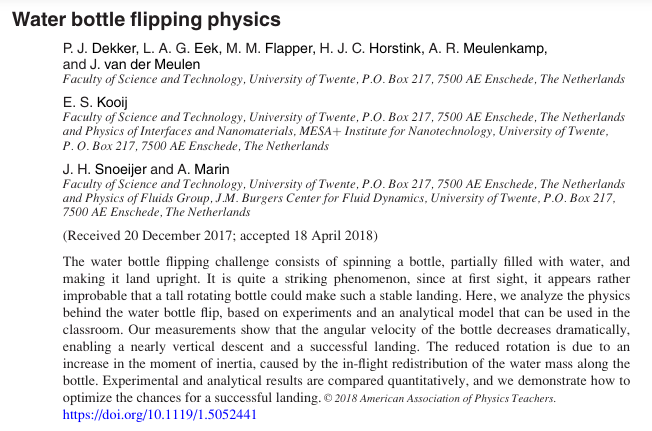 Water bottle flipping physics
P. J. Dekker, L. A. G. Eek, M. M. Flapper, H. J. C. Horstink, A. R. Meulenkamp,
and J. van der Meulen
Faculty of Science and Technology, University of Twente, P.O. Box 217, 7500 AE Enschede, The Netherlands
E. S. Kooij
Faculty of Science and Technology, University of Twente, P.O. Box 217, 7500 AE Enschede, The Netherlands
and Physics of Interfaces and Nanomaterials, MESA+ Institute for Nanotechnology, University of Twente,
P. O. Box 217, 7500 AE Enschede, The Netherlands
J. H. Snoeijer and A. Marin
Faculty of Science and Technology, University of Twente, P.O. Box 217, 7500 AE Enschede, The Netherlands
and Physics of Fluids Group, J.M. Burgers Center for Fluid Dynamics, University of Twente, P.O. Box 217,
7500 AE Enschede, The Netherlands
(Received 20 December 2017; accepted 18 April 2018)
The water bottle flipping challenge consists of spinning a bottle, partially filled with water, and
making it land upright. It is quite a striking phenomenon, since at first sight, it appears rather
improbable that a tall rotating bottle could make such a stable landing. Here, we analyze the physics
behind the water bottle flip, based on experiments and an analytical model that can be used in the
classroom. Our measurements show that the angular velocity of the bottle decreases dramatically,
enabling a nearly vertical descent and a successful landing. The reduced rotation is due to an
increase in the moment of inertia, caused by the in-flight redistribution of the water mass along the
bottle. Experimental and analytical results are compared quantitatively, and we demonstrate how to
optimize the chances for a successful landing. © 2018 American Association of Physics Teachers.
https://doi.org/10.1119/1.5052441